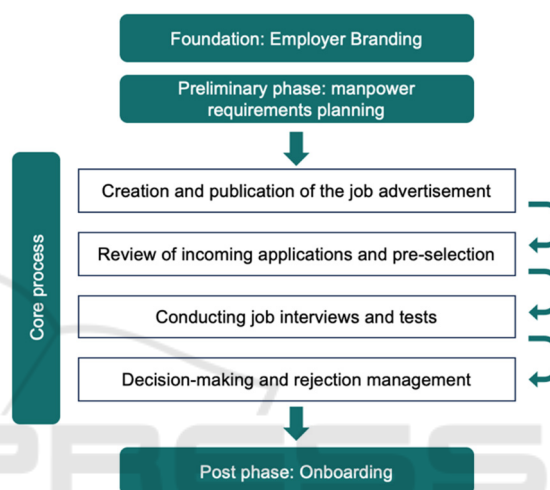 Foundation: Employer Branding
Preliminary phase: manpower
requirements planning
Core process
Creation and publication of the job advertisement
Review of incoming applications and pre-selection
Conducting job interviews and tests
Decision-making and rejection management
Post phase: Onboarding
PRESS